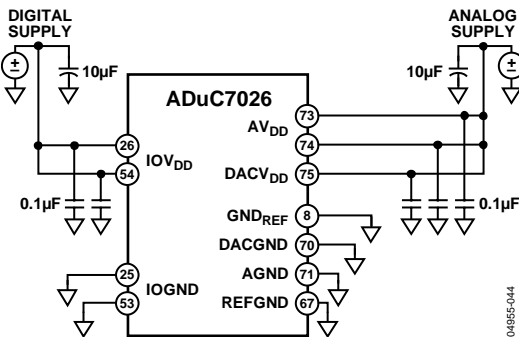 DIGITAL
SUPPLY
ANALOG
SUPPLY
+
–
10µF
10µF
+
–
ADuC7026
26
54
IOVDD
0.1µF
25
53
IOGND
73
AVDD
74
DACVDD
75
GNDREF
8
DACGND
70
AGND
71
REFGND
67
0.1µF
04955-044